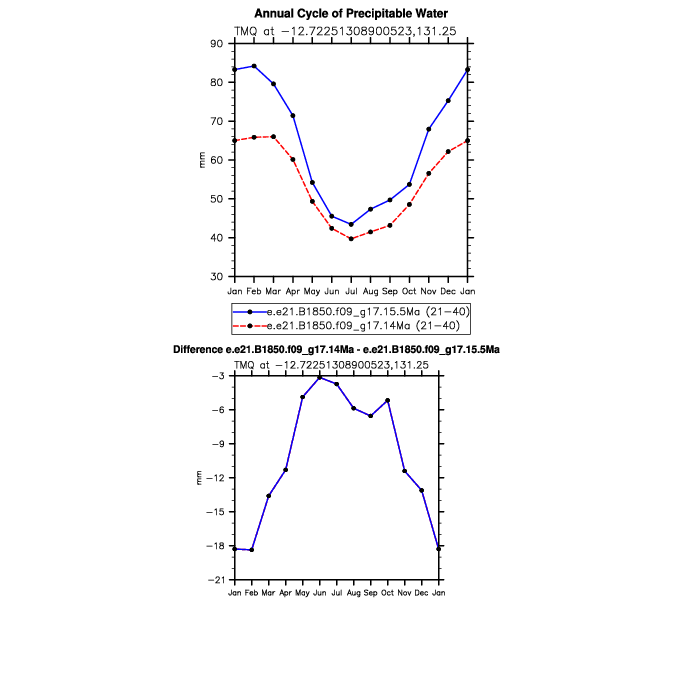 Annual Cycle of Precipitable Water
TMQ at −12.72251308900523,131.25
90
80
70
60
50
40
30
mm
Jan Feb Mar Apr May Jun Jul Aug Sep Oct Nov Dec Jan
e.e21.B1850.f09_g17.15.5Ma (21−40)
e.e21.B1850.f09_g17.14Ma (21−40)
Difference e.e21.B1850.f09_g17.14Ma - e.e21.B1850.f09_g17.15.5Ma
TMQ at −12.72251308900523,131.25
−3
−6
−9
−12
−15
−18
−21
mm
Jan Feb Mar Apr May Jun Jul Aug Sep Oct Nov Dec Jan